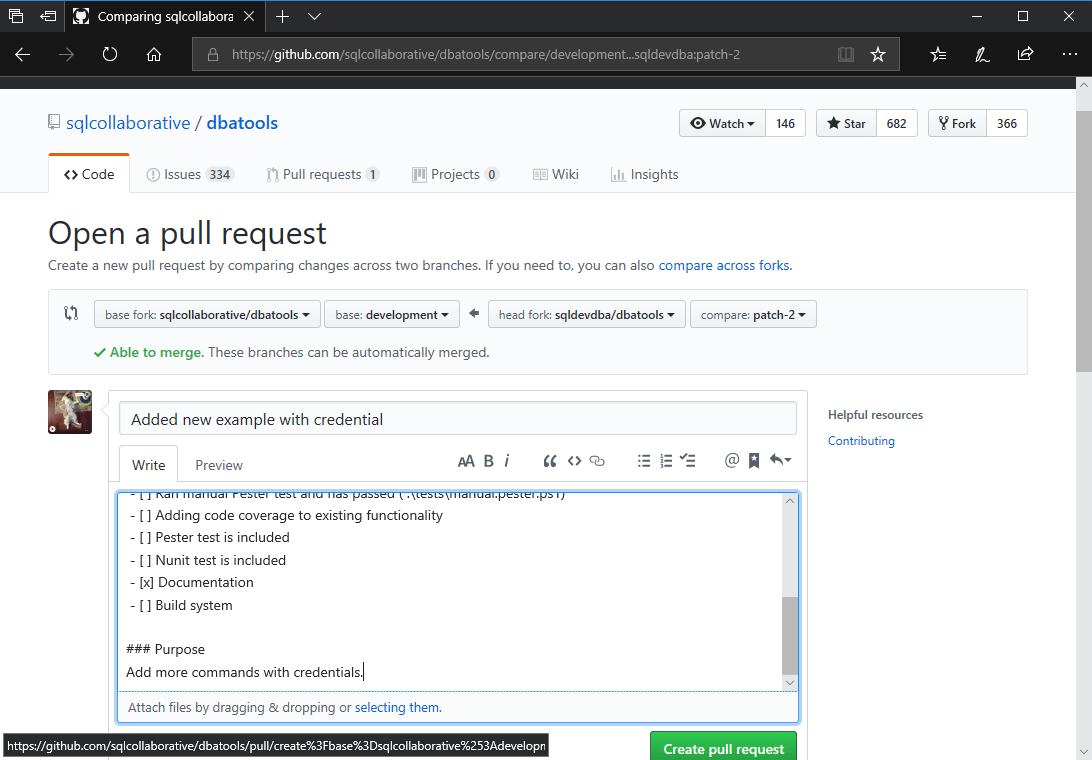 Comparing sqlcollabora
https://github.com/sqlcollaborative/dbatools/compare/development...sqldevdba:patch-2
sqlcollaborative / dbatools
Watch 146 Star 682 Fork 366
Code Issues 334 Pull requests 1 Projects 0 Wiki Insights
Open a pull request
Create a new pull request by comparing changes across two branches. If you need to, you can also compare across forks.
base fork: sqlcollaborative/dbatools base: development head fork: sqldevdba/dbatools compare: patch-2
Able to merge. These branches can be automatically merged.
Added new example with credential
Helpful resources
Contributing
Write Preview AA B i
- [ ] Ran manual Pester test and has passed (`.\tests\manual.pester.ps1)
- [ ] Adding code coverage to existing functionality
- [ ] Pester test is included
- [ ] Nunit test is included
- [x] Documentation
- [ ] Build system
### Purpose
Add more commands with credentials.
Attach files by dragging & dropping or selecting them.
https://github.com/sqlcollaborative/dbatools/pull/create%3Fbase%3Dsqlcollaborative%253Adevelopn
Create pull request